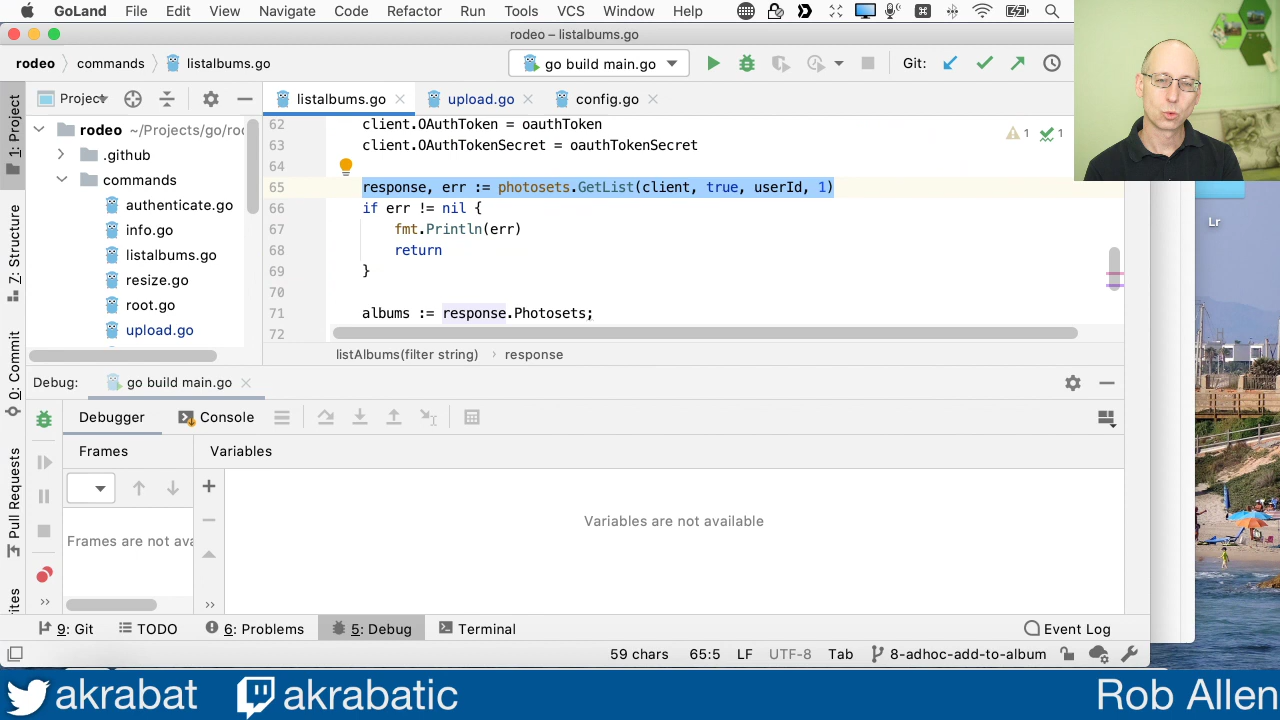 GoLand File Edit View Navigate Code Refactor Run Tools VCS Window Help
rodeo – listalbums.go
rodeo commands listalbums.go go build main.go Git:
1: Project Project listalbums.go upload.go config.go
rodeo ~/Projects/go/ro
.github
commands
authenticate.go
info.go
listalbums.go
resize.go
root.go
upload.go
62 client.OAuthToken = oauthToken
63 client.OAuthTokenSecret = oauthTokenSecret
64
65 response, err := photosets.GetList(client, true, userId, 1)
66 if err != nil {
67 fmt.Println(err)
68 return
69 }
70
71 albums := response.Photosets;
72
1 1
listAlbums(filter string) › response
Z: Structure
0: Commit
Pull Requests
ites
Debug: go build main.go
Debugger Console
Frames Variables
Frames are not ava
Variables are not available
9: Git TODO 6: Problems 5: Debug Terminal Event Log
59 chars 65:5 LF UTF-8 Tab 8-adhoc-add-to-album
Lr
akrabat akrabatic Rob Allen